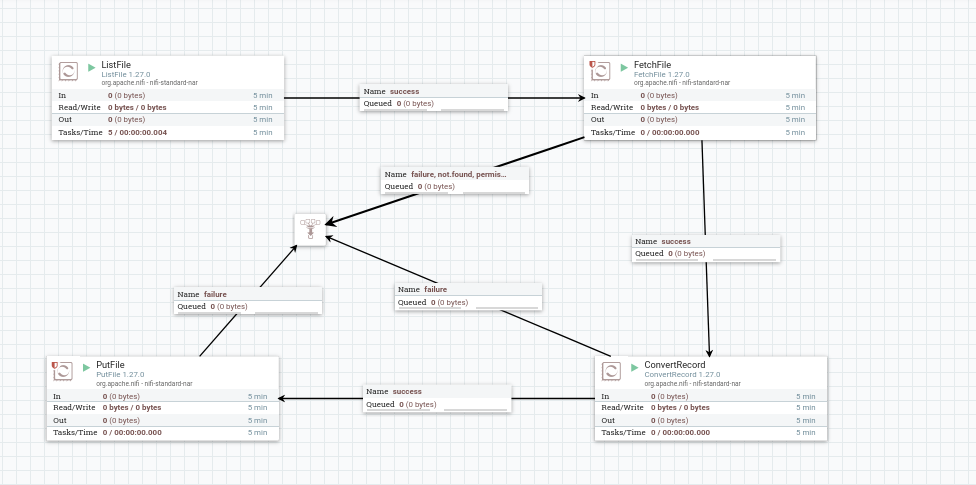 ListFile
ListFile 1.27.0
org.apache.nifi - nifi-standard-nar
In 0 (0 bytes) 5 min
Read/Write 0 bytes / 0 bytes 5 min
Out 0 (0 bytes) 5 min
Tasks/Time 5 / 00:00:00.004 5 min
Name success
Queued 0 (0 bytes)
FetchFile
FetchFile 1.27.0
org.apache.nifi - nifi-standard-nar
In 0 (0 bytes) 5 min
Read/Write 0 bytes / 0 bytes 5 min
Out 0 (0 bytes) 5 min
Tasks/Time 0 / 00:00:00.000 5 min
Name failure, not.found, permis...
Queued 0 (0 bytes)
Name success
Queued 0 (0 bytes)
Name failure
Queued 0 (0 bytes)
Name failure
Queued 0 (0 bytes)
PutFile
PutFile 1.27.0
org.apache.nifi - nifi-standard-nar
In 0 (0 bytes) 5 min
Read/Write 0 bytes / 0 bytes 5 min
Out 0 (0 bytes) 5 min
Tasks/Time 0 / 00:00:00.000 5 min
Name success
Queued 0 (0 bytes)
ConvertRecord
ConvertRecord 1.27.0
org.apache.nifi - nifi-standard-nar
In 0 (0 bytes) 5 min
Read/Write 0 bytes / 0 bytes 5 min
Out 0 (0 bytes) 5 min
Tasks/Time 0 / 00:00:00.000 5 min